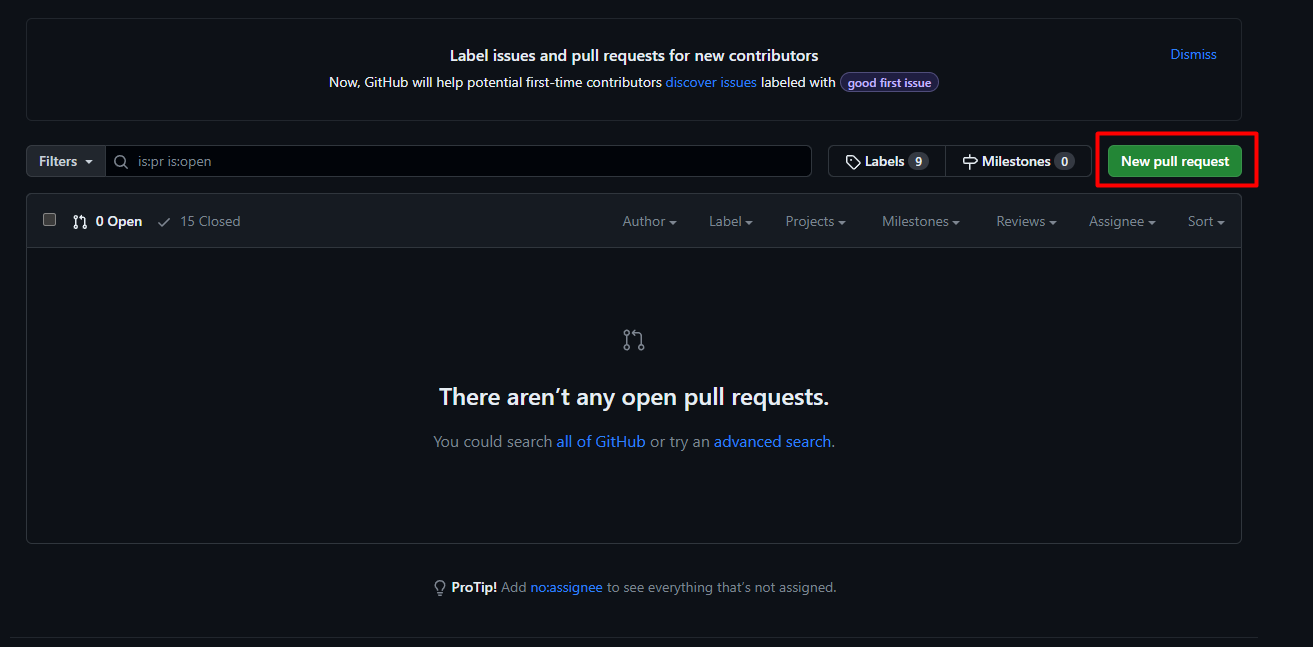 Label issues and pull requests for new contributors
Dismiss
Now, GitHub will help potential first-time contributors discover issues labeled with good first issue
Filters is:pr is:open Labels 9 Milestones 0 New pull request
0 Open 15 Closed Author Label Projects Milestones Reviews Assignee Sort
There aren’t any open pull requests.
You could search all of GitHub or try an advanced search.
ProTip! Add no:assignee to see everything that’s not assigned.